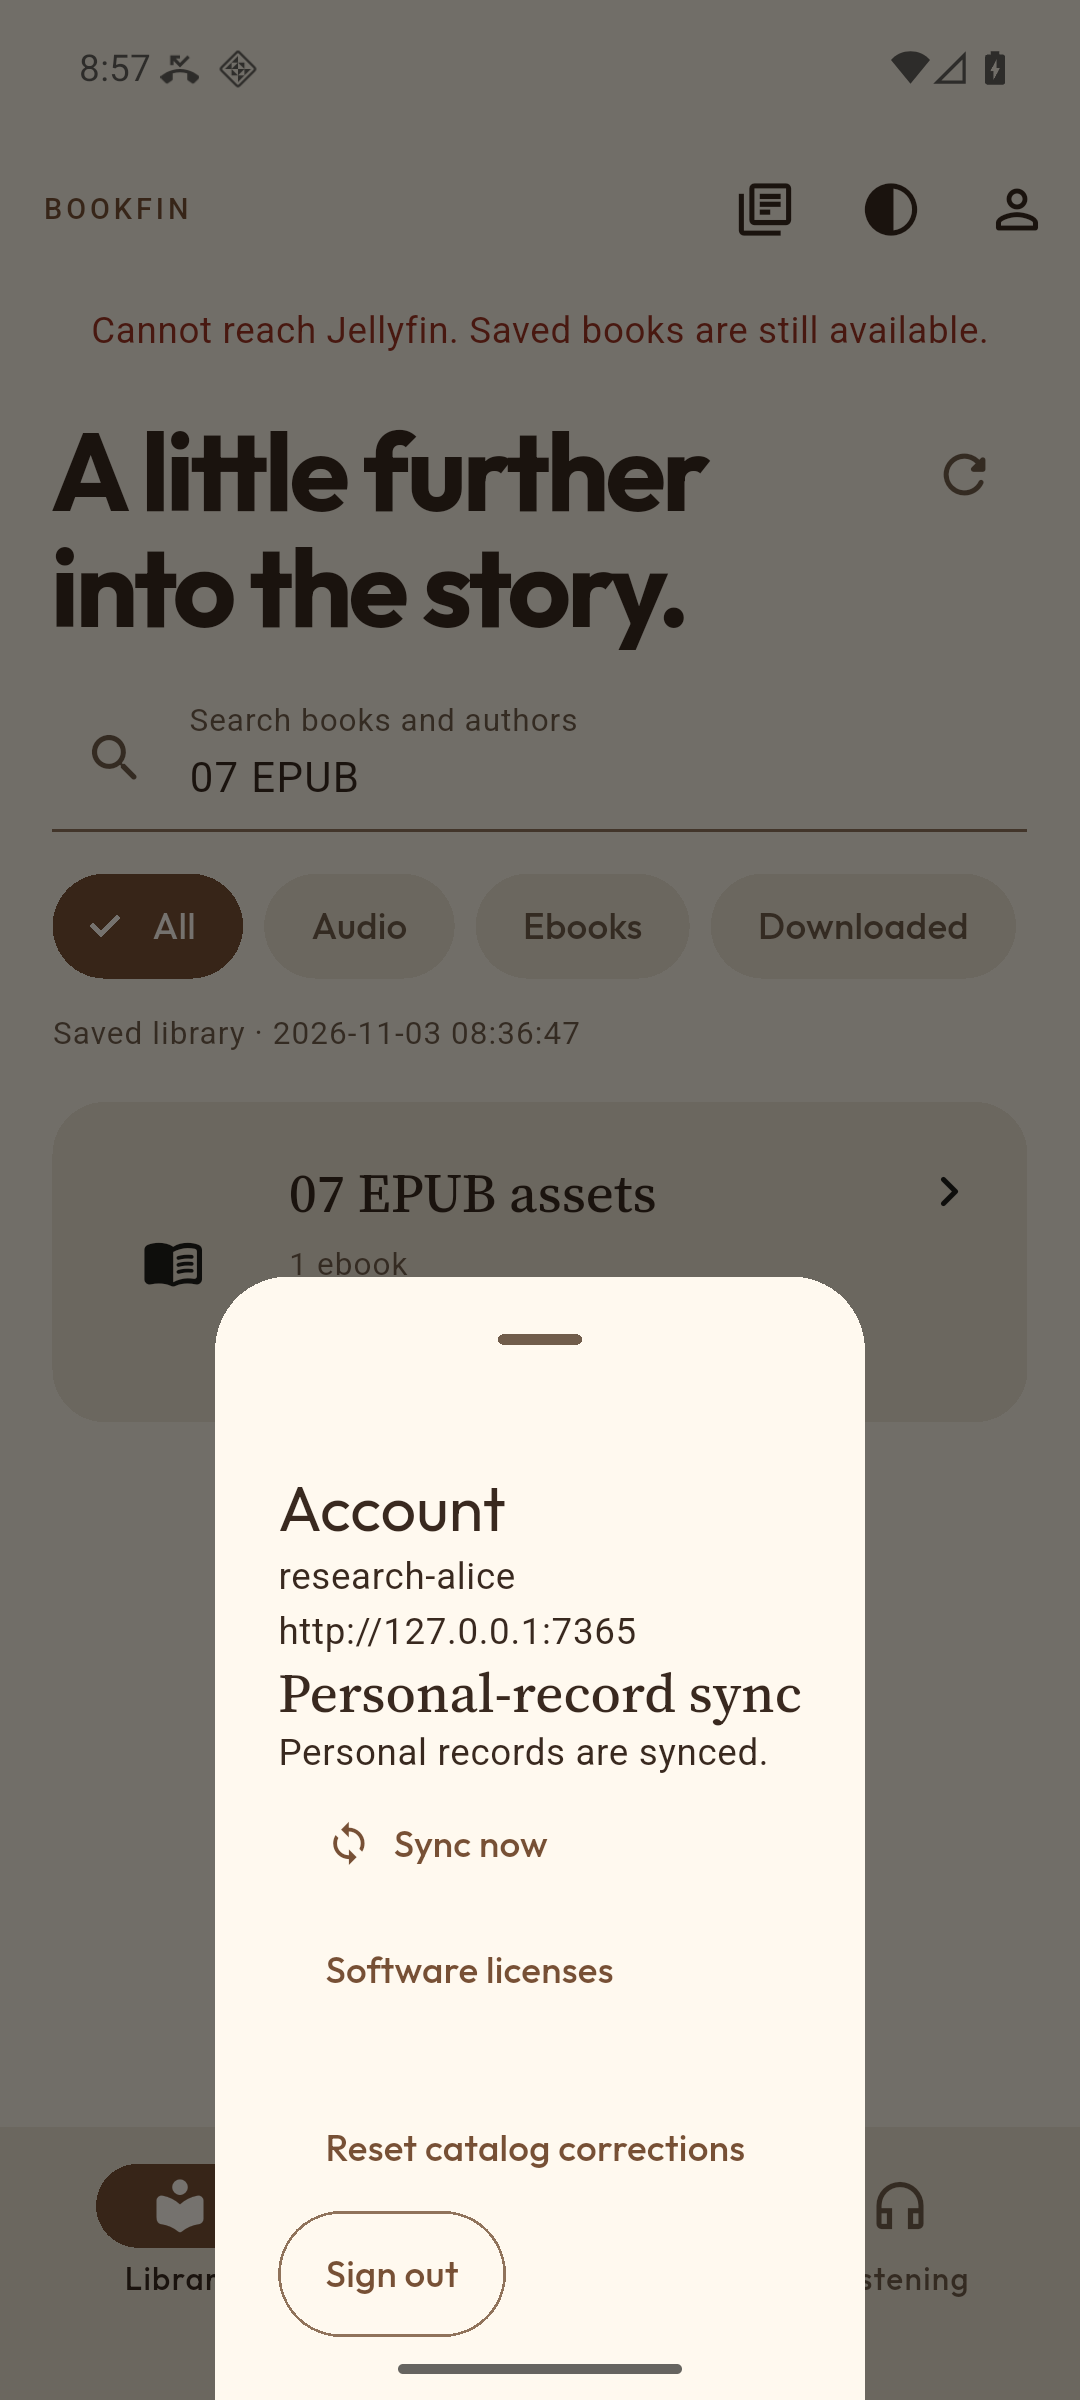 8:57
BOOKFIN
Cannot reach Jellyfin. Saved books are still available.
A little further
into the story.
Search books and authors
07 EPUB
All Audio Ebooks Downloaded
Saved library · 2026-11-03 08:36:47
07 EPUB assets
1 ebook
Account
research-alice
http://127.0.0.1:7365
Personal-record sync
Personal records are synced.
Sync now
Software licenses
Reset catalog corrections
Sign out